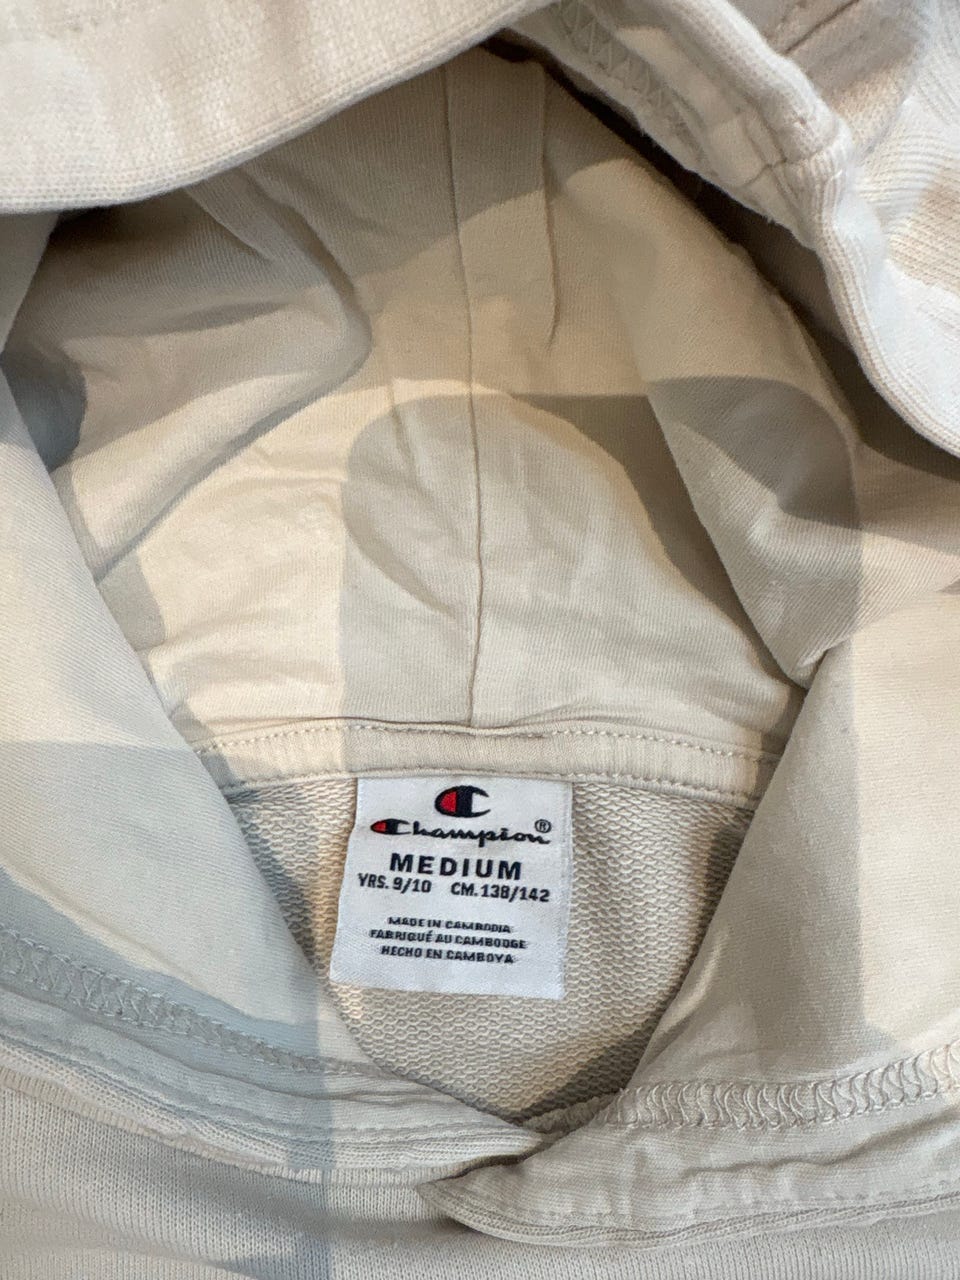 Champion®
MEDIUM
YRS. 9/10 CM. 138/142
MADE IN CAMBODIA
FABRIQUÉ AU CAMBODGE
HECHO EN CAMBOYA